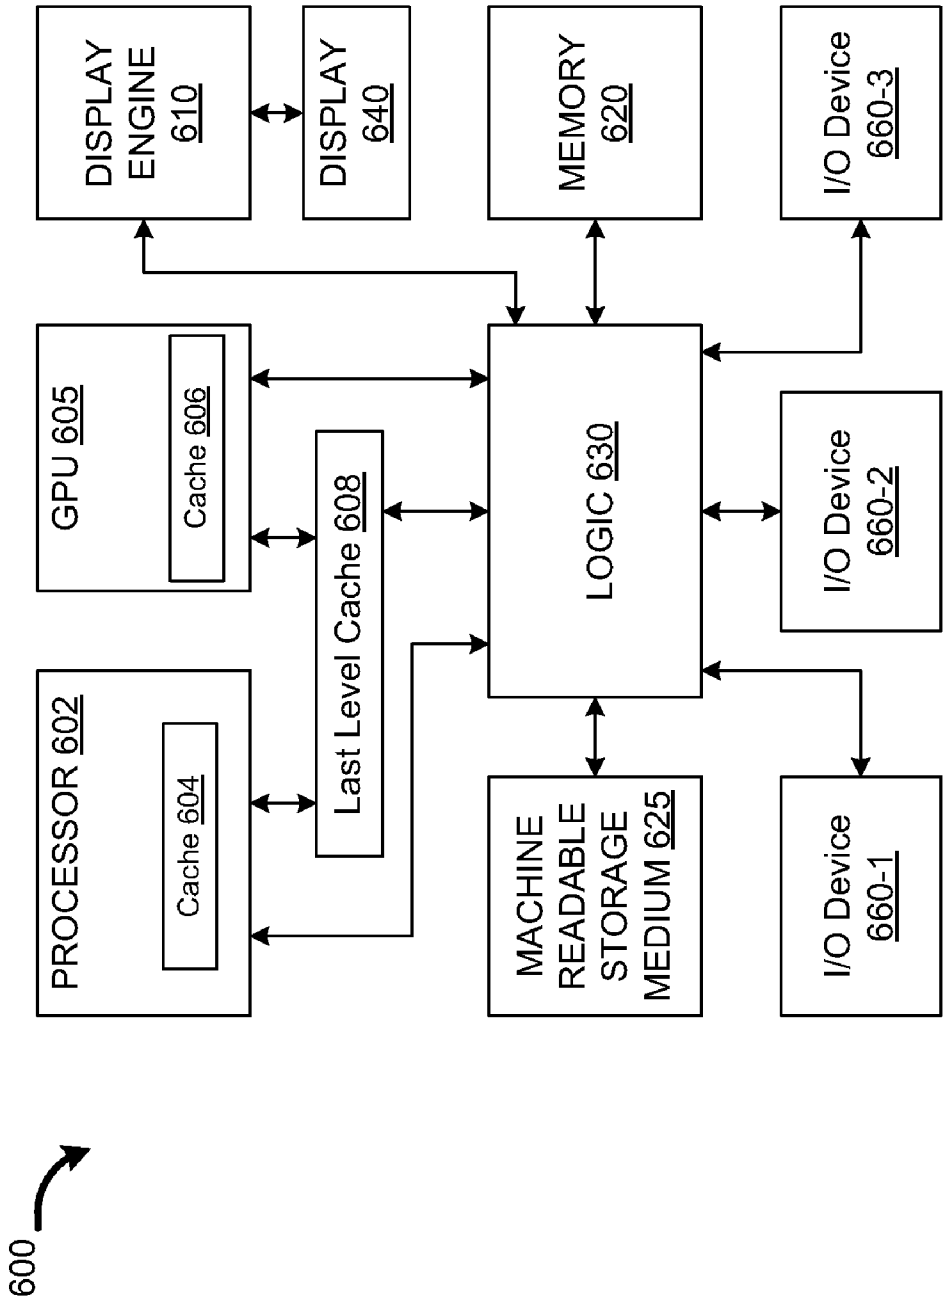 600
PROCESSOR 602
Cache 604
GPU 605
Cache 606
DISPLAY
ENGINE
610
DISPLAY
640
Last Level Cache 608
MACHINE
READABLE
STORAGE
MEDIUM 625
LOGIC 630
MEMORY
620
I/O Device
660-1
I/O Device
660-2
I/O Device
660-3